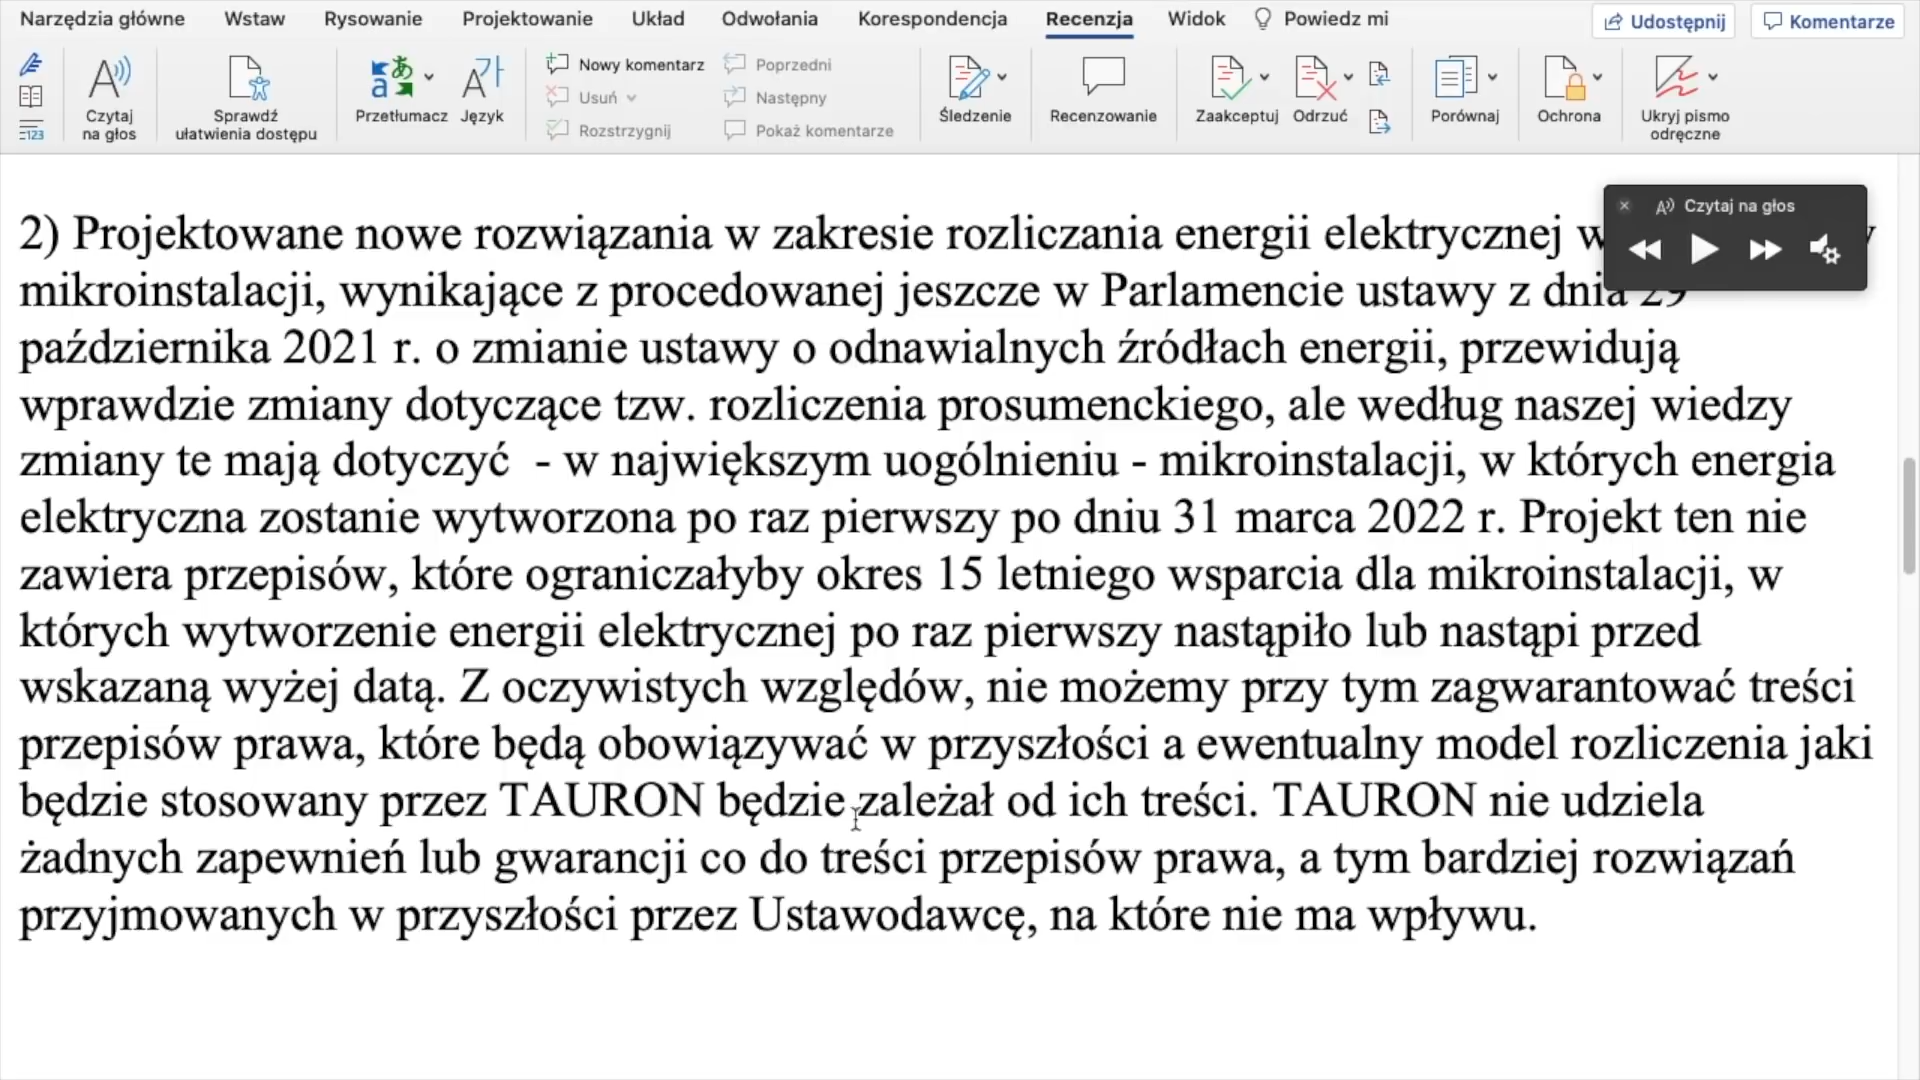 Narzędzia główne Wstaw Rysowanie Projektowanie Układ Odwołania Korespondencja Recenzja Widok Powiedz mi Udostępnij Komentarze
Czytaj na głos
Sprawdź ułatwienia dostępu
Przetłumacz
Język
Nowy komentarz
Usuń
Rozstrzygnij
Poprzedni
Następny
Pokaż komentarze
Śledzenie
Recenzowanie
Zaakceptuj
Odrzuć
Porównaj
Ochrona
Ukryj pismo odręczne
Czytaj na głos
2) Projektowane nowe rozwiązania w zakresie rozliczania energii elektrycznej
mikroinstalacji, wynikające z procedowanej jeszcze w Parlamencie ustawy z dnia 29
października 2021 r. o zmianie ustawy o odnawialnych źródłach energii, przewidują
wprawdzie zmiany dotyczące tzw. rozliczenia prosumenckiego, ale według naszej wiedzy
zmiany te mają dotyczyć - w największym uogólnieniu - mikroinstalacji, w których energia
elektryczna zostanie wytworzona po raz pierwszy po dniu 31 marca 2022 r. Projekt ten nie
zawiera przepisów, które ograniczałyby okres 15 letniego wsparcia dla mikroinstalacji, w
których wytworzenie energii elektrycznej po raz pierwszy nastąpiło lub nastąpi przed
wskazaną wyżej datą. Z oczywistych względów, nie możemy przy tym zagwarantować treści
przepisów prawa, które będą obowiązywać w przyszłości a ewentualny model rozliczenia jaki
będzie stosowany przez TAURON będzie zależał od ich treści. TAURON nie udziela
żadnych zapewnień lub gwarancji co do treści przepisów prawa, a tym bardziej rozwiązań
przyjmowanych w przyszłości przez Ustawodawcę, na które nie ma wpływu.